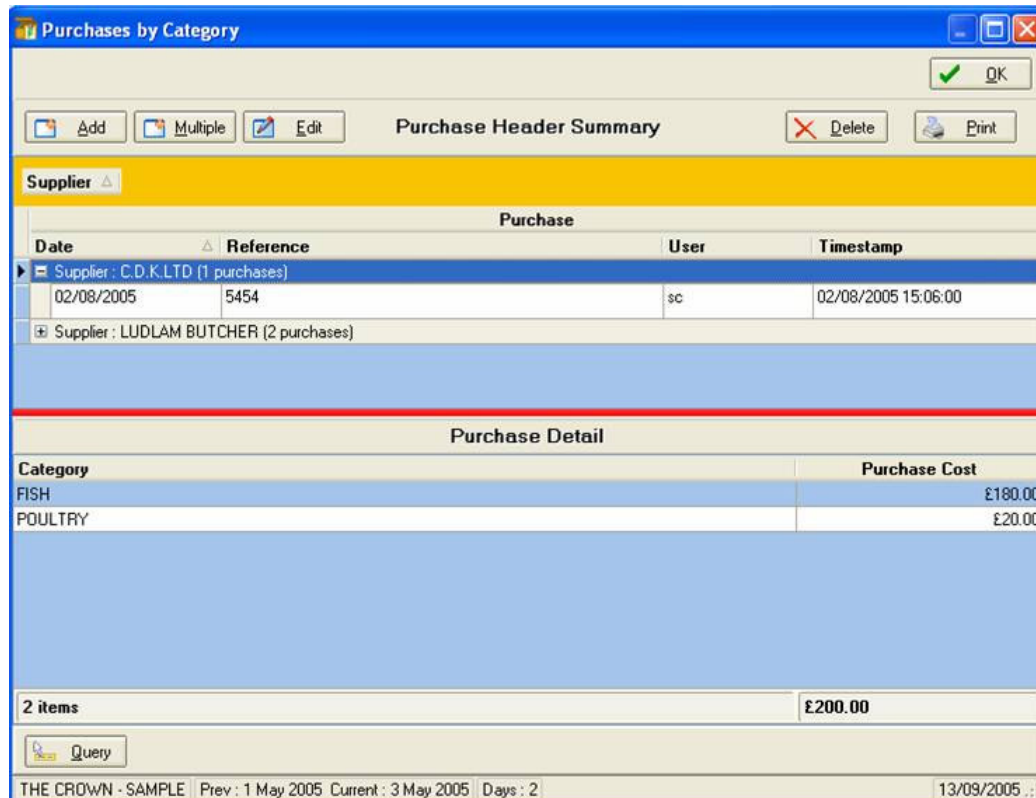 Purchases by Category
OK
Add Multiple Edit Purchase Header Summary Delete Print
Supplier
Purchase
Date Reference User Timestamp
Supplier : C.D.K.LTD (1 purchases)
02/08/2005 5454 sc 02/08/2005 15:06:00
Supplier : LUDLAM BUTCHER (2 purchases)
Purchase Detail
Category Purchase Cost
FISH £180.00
POULTRY £20.00
2 items £200.00
Query
THE CROWN - SAMPLE Prev : 1 May 2005 Current : 3 May 2005 Days : 2 13/09/2005 ..